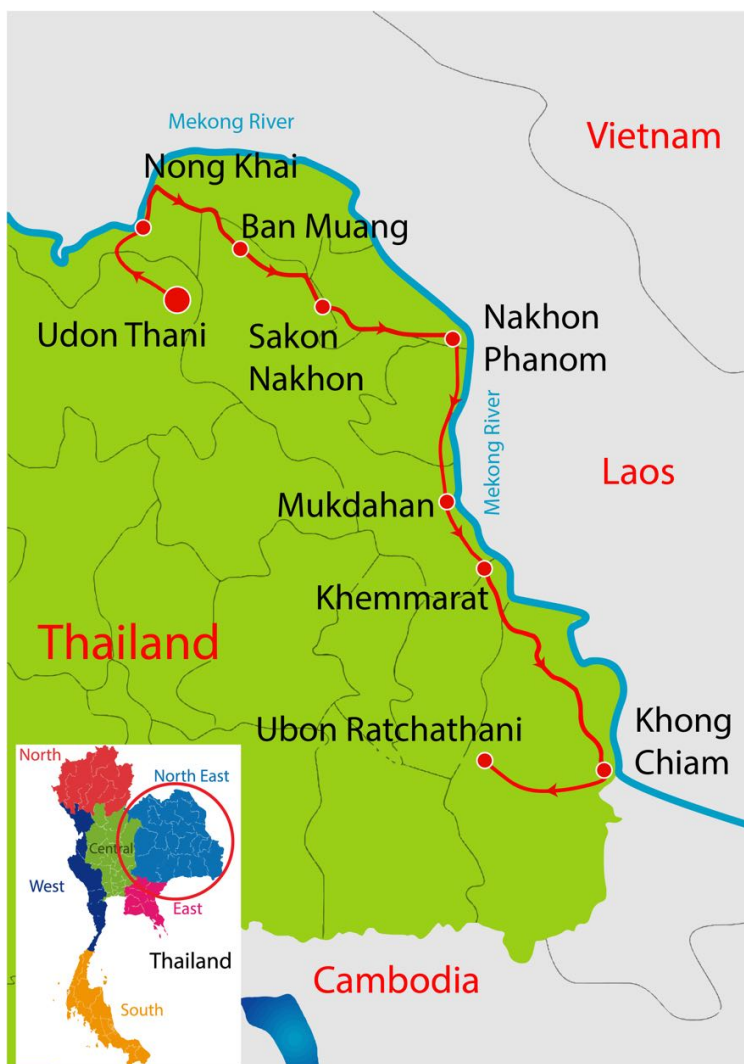 Mekong River
Vietnam
Nong Khai
Ban Muang
Udon Thani
Sakon
Nakhon
Nakhon
Phanom
Mekong River
Laos
Mukdahan
Khemmarat
Thailand
Ubon Ratchathani
Khong
Chiam
North
North East
Central
West
East
Thailand
South
Cambodia